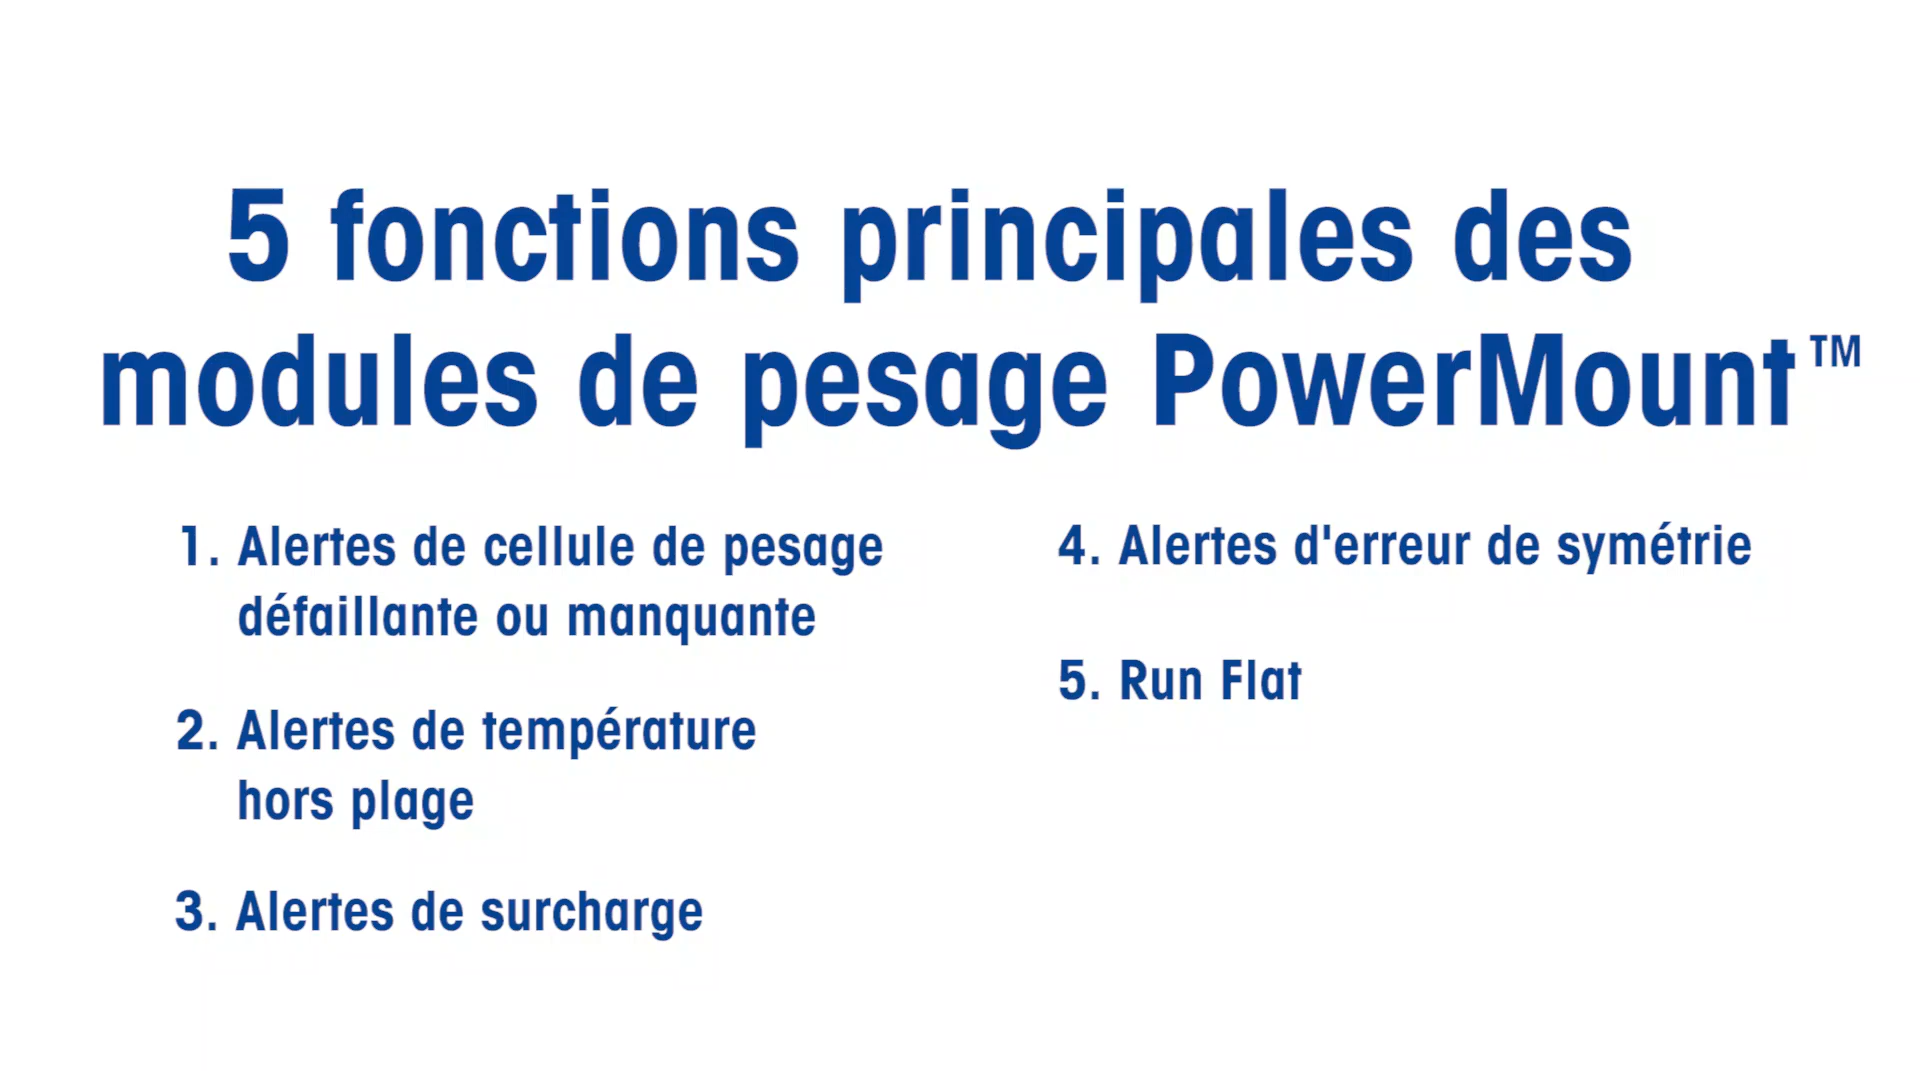 5 fonctions principales des
modules de pesage PowerMount™
1. Alertes de cellule de pesage
défaillante ou manquante
2. Alertes de température
hors plage
3. Alertes de surcharge
4. Alertes d'erreur de symétrie
5. Run Flat